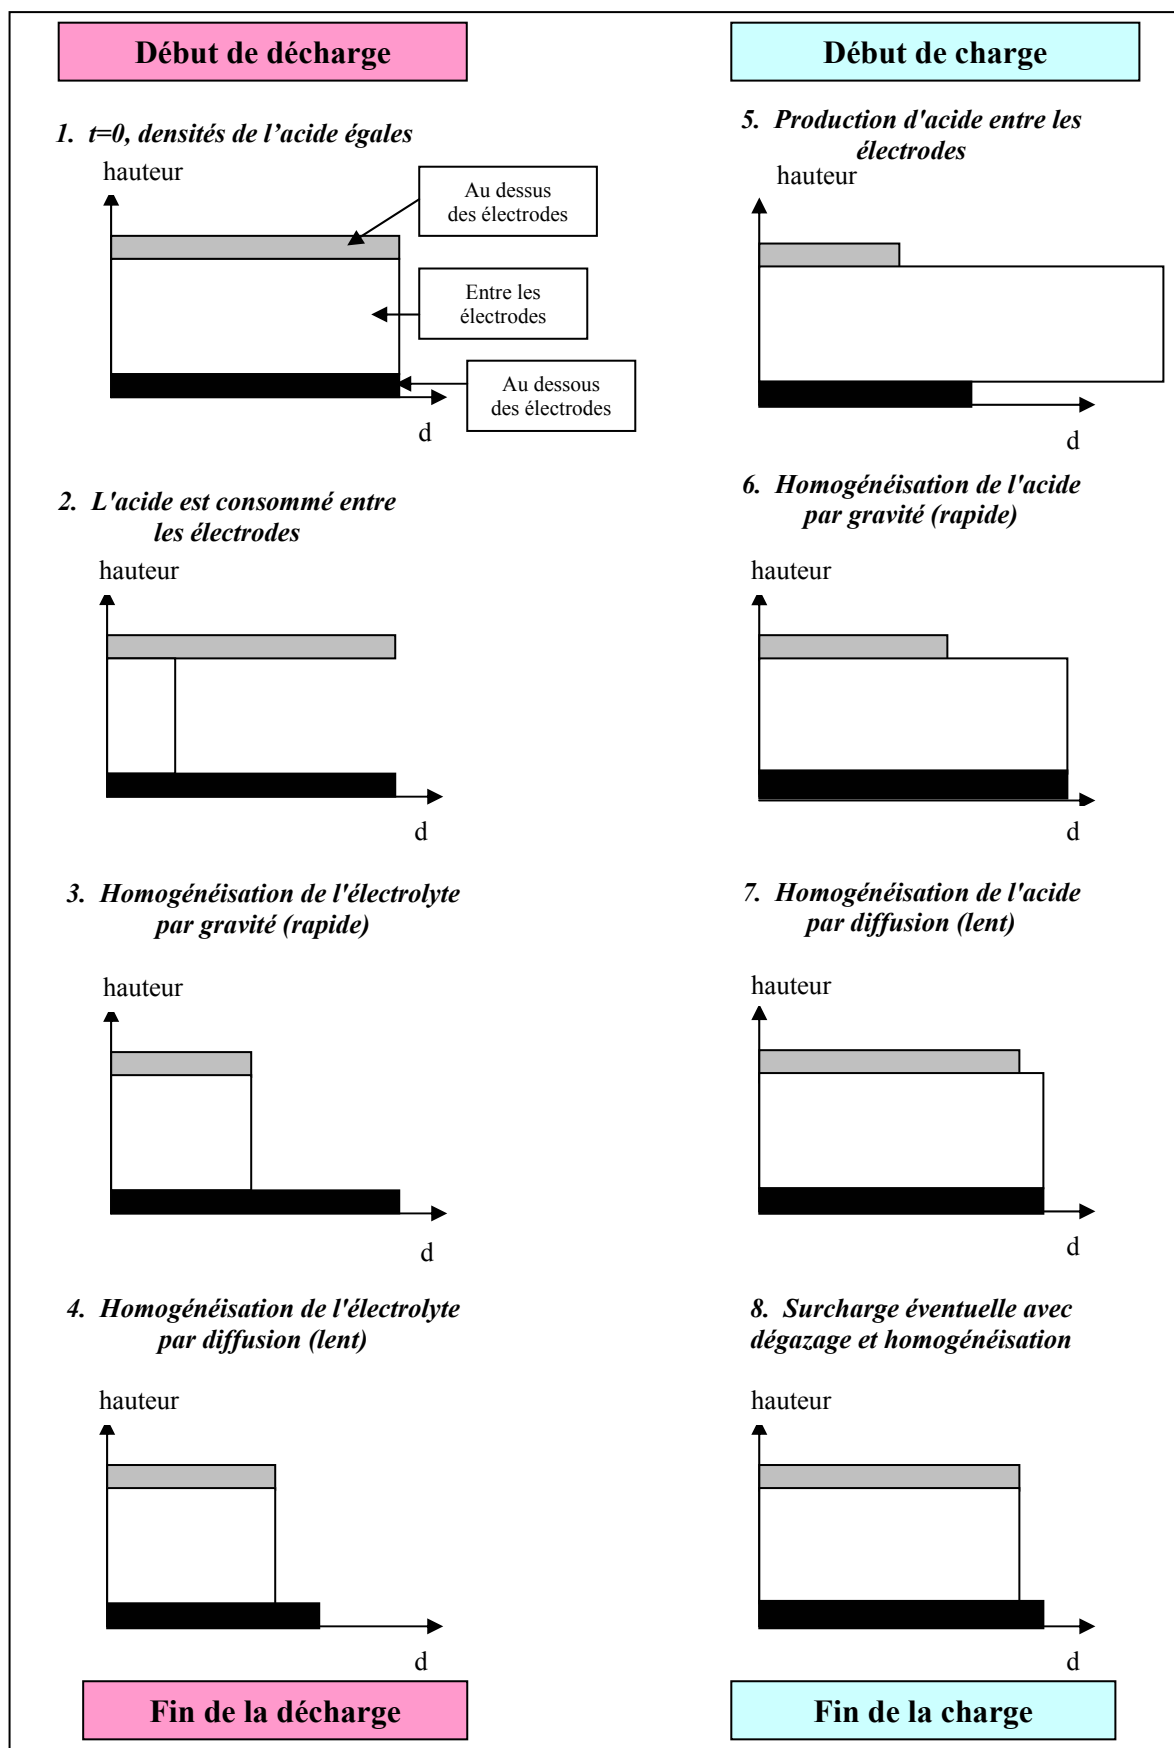 Début de décharge
1. t=0, densités de l’acide égales
hauteur
Au dessus
des électrodes
Entre les
électrodes
Au dessous
des électrodes
d
2. L'acide est consommé entre
les électrodes
hauteur
d
3. Homogénéisation de l'électrolyte
par gravité (rapide)
hauteur
d
4. Homogénéisation de l'électrolyte
par diffusion (lent)
hauteur
d
Fin de la décharge
Début de charge
5. Production d'acide entre les
électrodes
hauteur
d
6. Homogénéisation de l'acide
par gravité (rapide)
hauteur
d
7. Homogénéisation de l'acide
par diffusion (lent)
hauteur
d
8. Surcharge éventuelle avec
dégazage et homogénéisation
hauteur
d
Fin de la charge